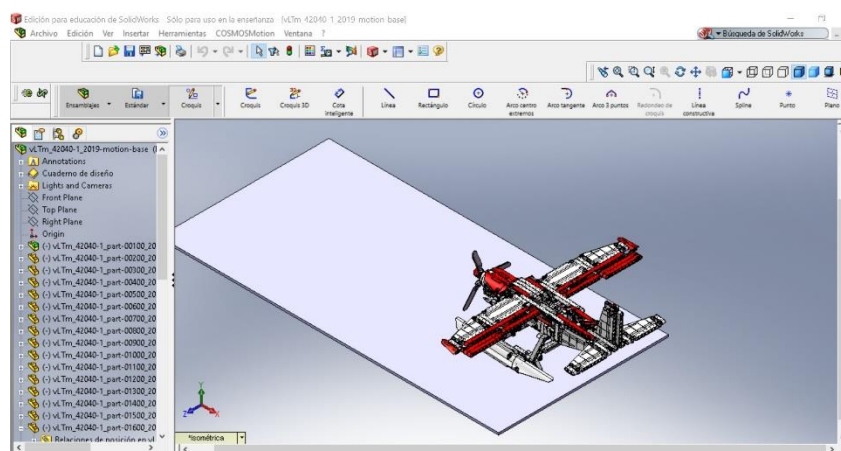 Edición para educación de SolidWorks - Sólo para uso en la enseñanza. [vLTm_42040-1_2019-motion-base]
Archivo Edición Ver Insertar Herramientas COSMOSMotion Ventana ?
Búsqueda de SolidWorks
Ensamblajes
Estándar
Croquis
Croquis
Croquis 3D
Cota inteligente
Línea
Rectángulo
Círculo
Arco centro extremos
Arco tangente
Arco 3 puntos
Redondeo de croquis
Línea constructiva
Spline
Punto
Plano
vLTm_42040-1_2019-motion-base (
Annotations
Cuaderno de diseño
Lights and Cameras
Front Plane
Top Plane
Right Plane
Origin
(-) vLTm_42040-1_part-00100_20
(-) vLTm_42040-1_part-00200_20
(-) vLTm_42040-1_part-00300_20
(-) vLTm_42040-1_part-00400_20
(-) vLTm_42040-1_part-00500_20
(-) vLTm_42040-1_part-00600_20
(-) vLTm_42040-1_part-00700_20
(-) vLTm_42040-1_part-00800_20
(-) vLTm_42040-1_part-00900_20
(-) vLTm_42040-1_part-01000_20
(-) vLTm_42040-1_part-01100_20
(-) vLTm_42040-1_part-01200_20
(-) vLTm_42040-1_part-01300_20
(-) vLTm_42040-1_part-01400_20
(-) vLTm_42040-1_part-01500_20
(-) vLTm_42040-1_part-01600_20
Relaciones de posición en vl
Y
Z
X
*Isométrica